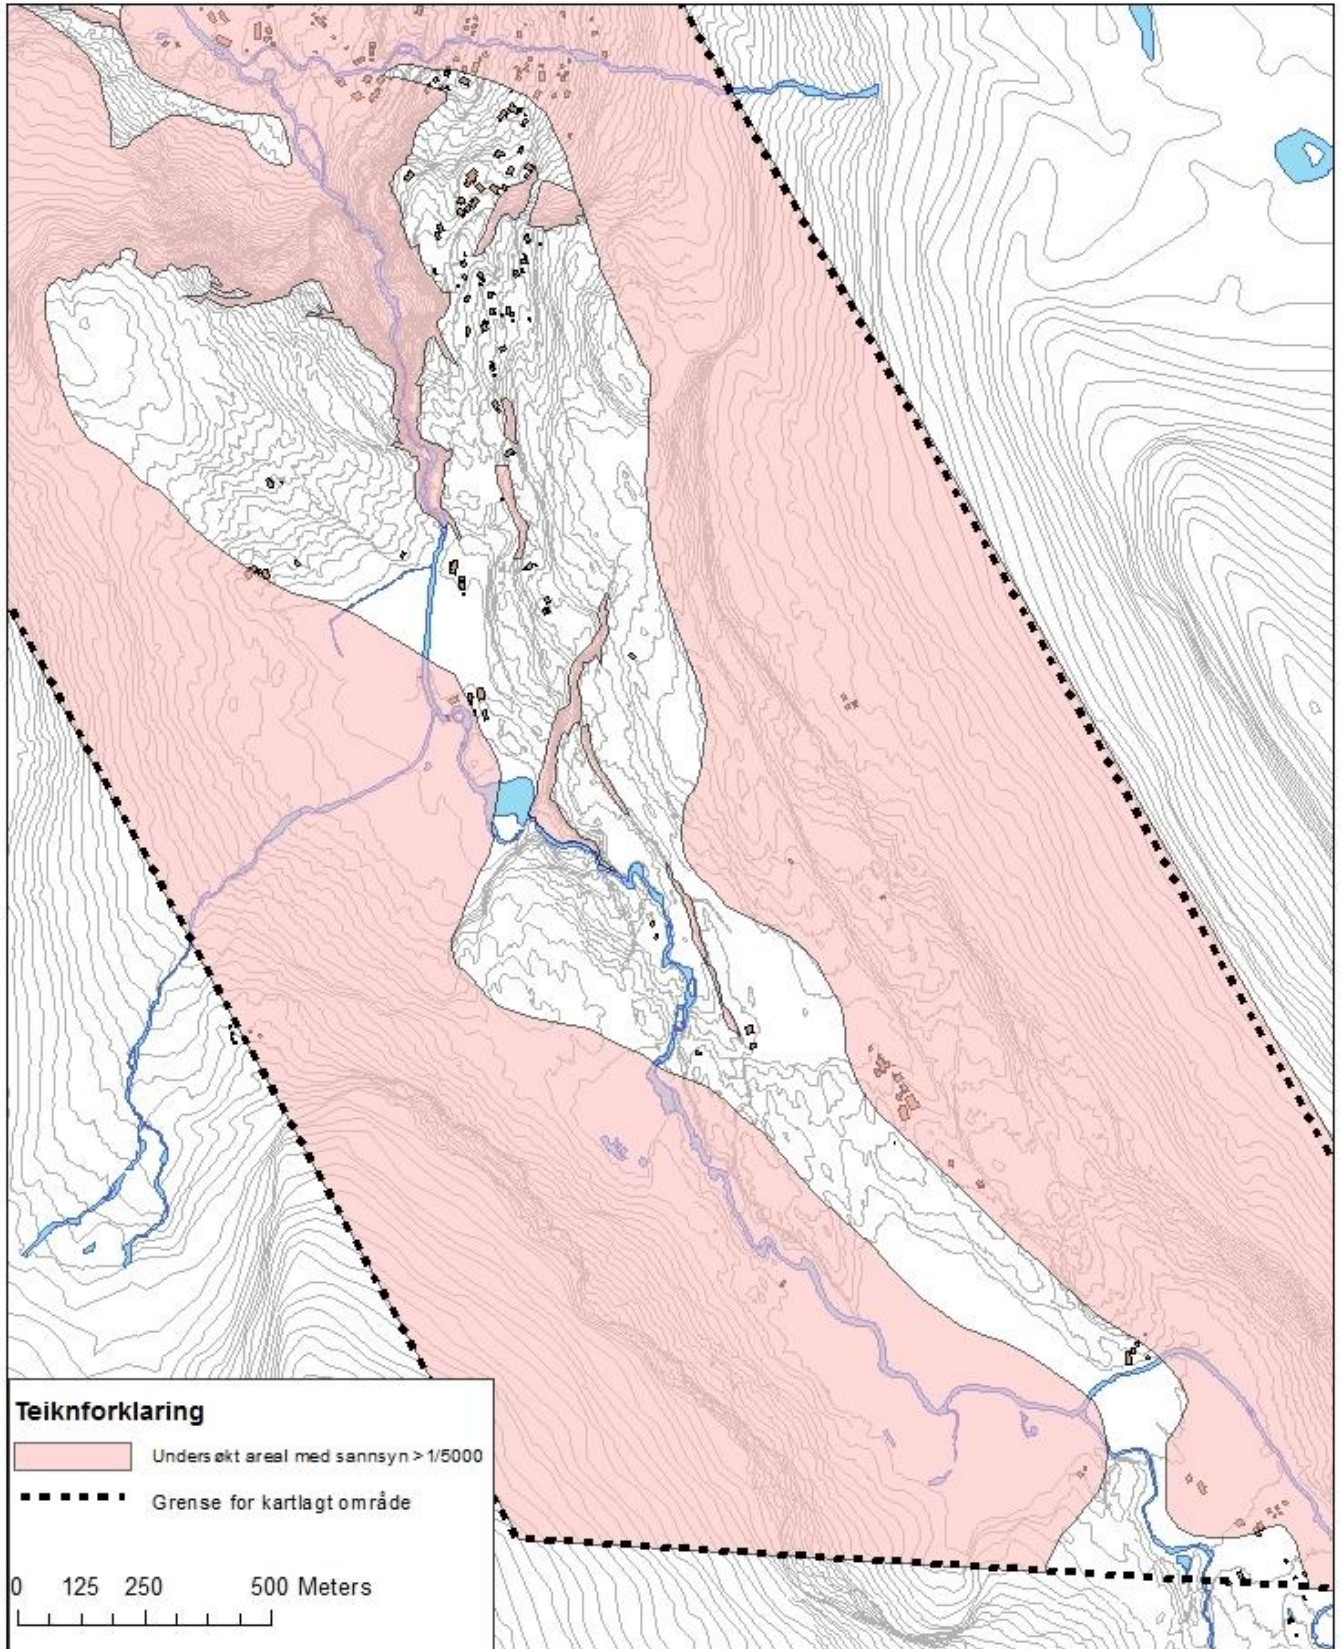 Teiknforklaring
Undersøkt areal med sannsyn > 1/5000
Grense for kartlagt område
0 125 250 500 Meters